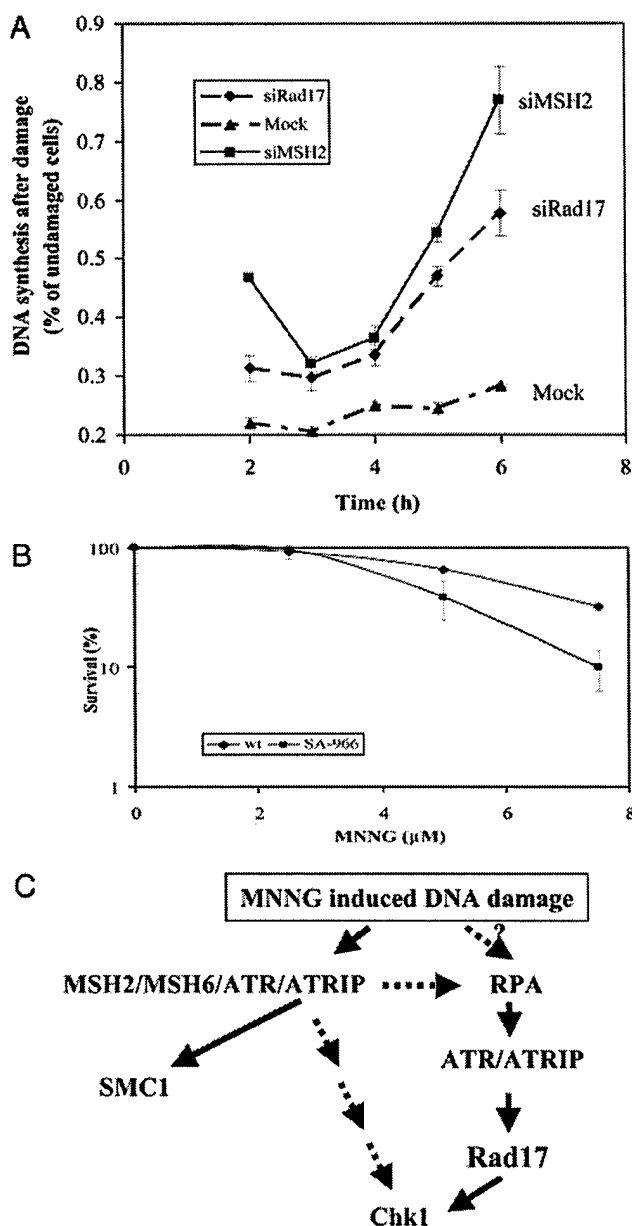 A
0.9
0.8
0.7
0.6
0.5
0.4
0.3
0.2
DNA synthesis after damage
(% of undamaged cells)
siRad17
Mock
siMSH2
siMSH2
siRad17
Mock
0 2 4 6 8
Time (h)
B
100
10
1
Survival (%)
wt SA-966
0 2 4 6 8
MNNG (µM)
C
MNNG induced DNA damage
?
MSH2/MSH6/ATR/ATRIP RPA
SMC1 ATR/ATRIP
Rad17
Chk1